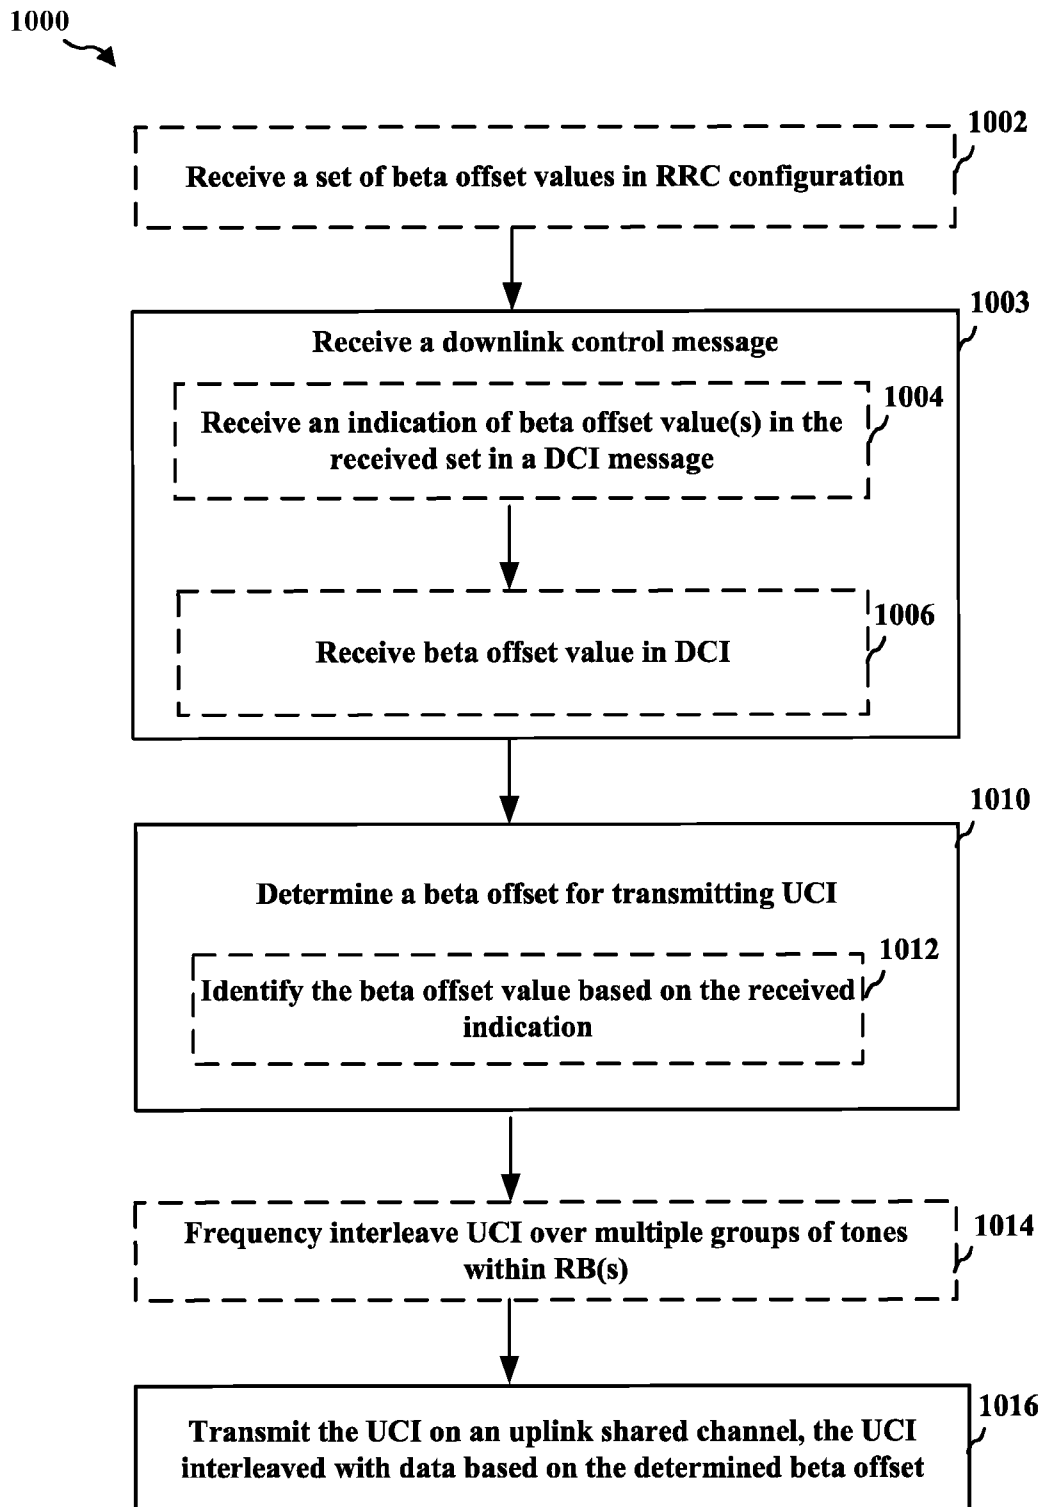 1000
1002
Receive a set of beta offset values in RRC configuration
1003
Receive a downlink control message
1004
Receive an indication of beta offset value(s) in the
received set in a DCI message
1006
Receive beta offset value in DCI
1010
Determine a beta offset for transmitting UCI
1012
Identify the beta offset value based on the received
indication
1014
Frequency interleave UCI over multiple groups of tones
within RB(s)
1016
Transmit the UCI on an uplink shared channel, the UCI
interleaved with data based on the determined beta offset